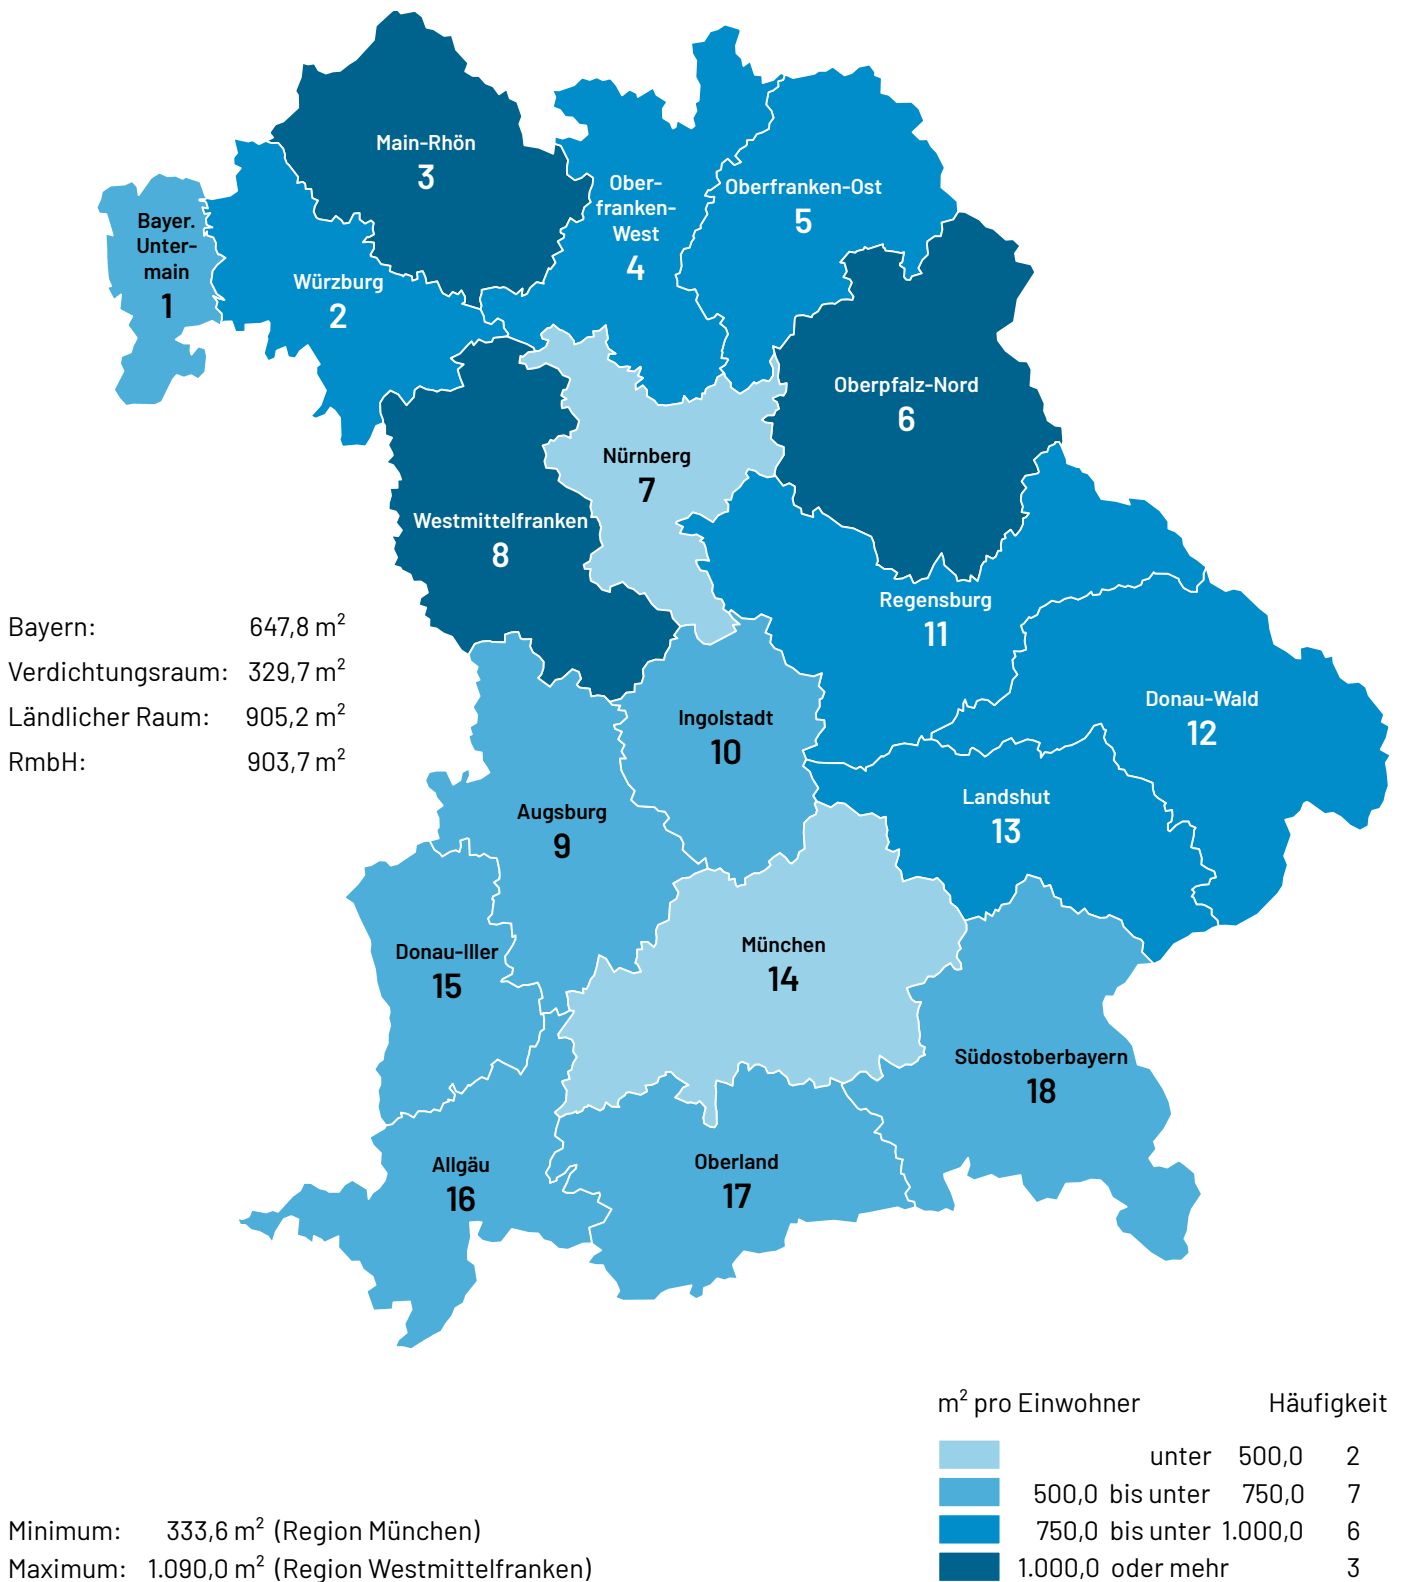 Main-Rhön
3
Ober-
franken-
West
4
Oberfranken-Ost
5
Bayer.
Unter-
main
1
Würzburg
2
Oberpfalz-Nord
6
Nürnberg
7
Westmittelfranken
8
Regensburg
11
Bayern: 647,8 m²
Verdichtungsraum: 329,7 m²
Ländlicher Raum: 905,2 m²
RmbH: 903,7 m²
Donau-Wald
12
Ingolstadt
10
Landshut
13
Augsburg
9
München
14
Donau-Iller
15
Südostoberbayern
18
Allgäu
16
Oberland
17
m² pro Einwohner Häufigkeit
unter 500,0 2
500,0 bis unter 750,0 7
750,0 bis unter 1.000,0 6
1.000,0 oder mehr 3
Minimum: 333,6 m² (Region München)
Maximum: 1.090,0 m² (Region Westmittelfranken)